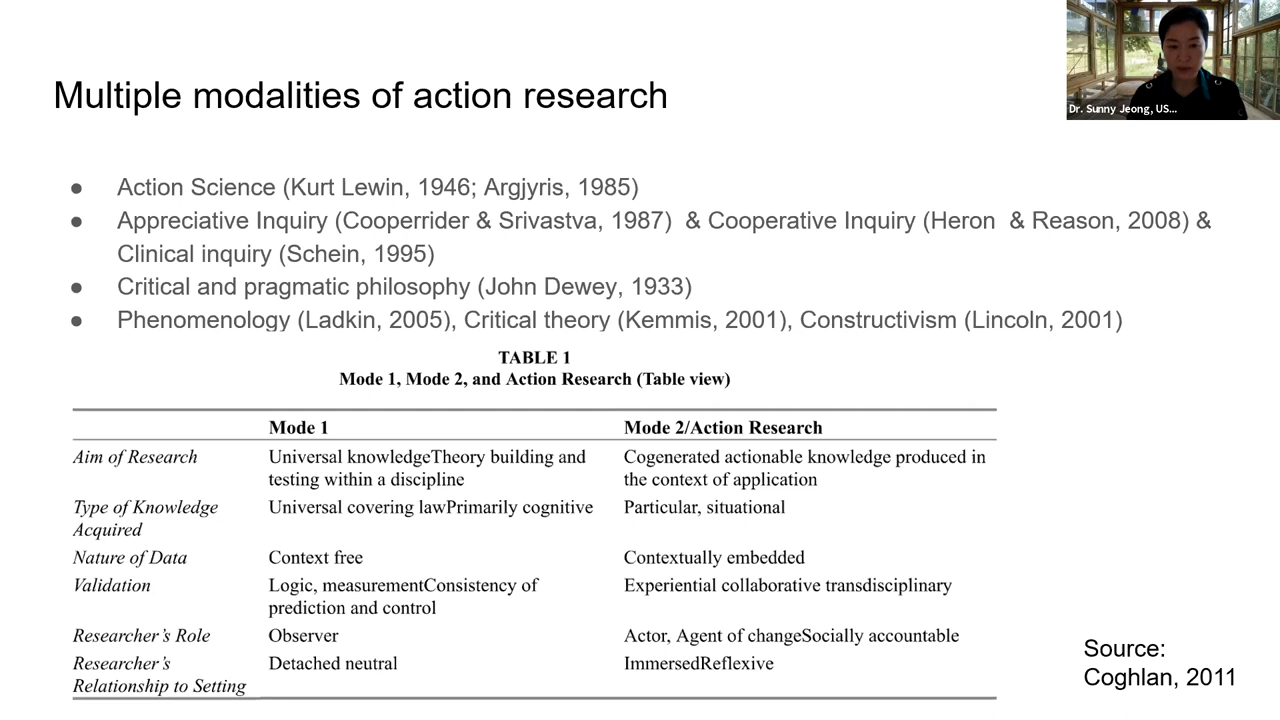 Dr. Sunny Jeong, US...
Multiple modalities of action research
● Action Science (Kurt Lewin, 1946; Argjyris, 1985)
● Appreciative Inquiry (Cooperrider & Srivastva, 1987)  & Cooperative Inquiry (Heron  & Reason, 2008) &
Clinical inquiry (Schein, 1995)
● Critical and pragmatic philosophy (John Dewey, 1933)
● Phenomenology (Ladkin, 2005), Critical theory (Kemmis, 2001), Constructivism (Lincoln, 2001)
TABLE 1
Mode 1, Mode 2, and Action Research (Table view)
Mode 1 Mode 2/Action Research
Aim of Research Universal knowledgeTheory building and Cogenerated actionable knowledge produced in
testing within a discipline the context of application
Type of Knowledge Universal covering lawPrimarily cognitive Particular, situational
Acquired
Nature of Data Context free Contextually embedded
Validation Logic, measurementConsistency of Experiential collaborative transdisciplinary
prediction and control
Researcher's Role Observer Actor, Agent of changeSocially accountable
Researcher's Detached neutral ImmersedReflexive
Relationship to Setting
Source:
Coghlan, 2011